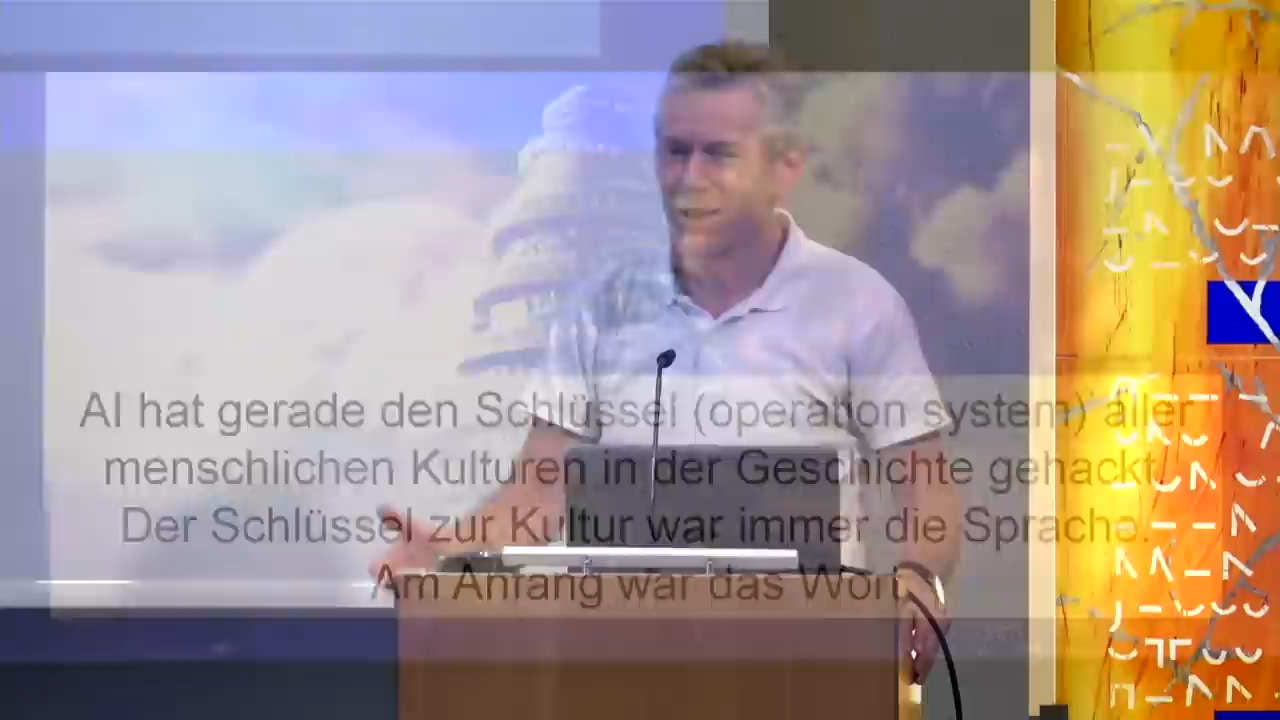 AI hat gerade den Schlüssel (operation system) aller
menschlichen Kulturen in der Geschichte gehackt.
Der Schlüssel zur Kultur war immer die Sprache.
Am Anfang war das Wort